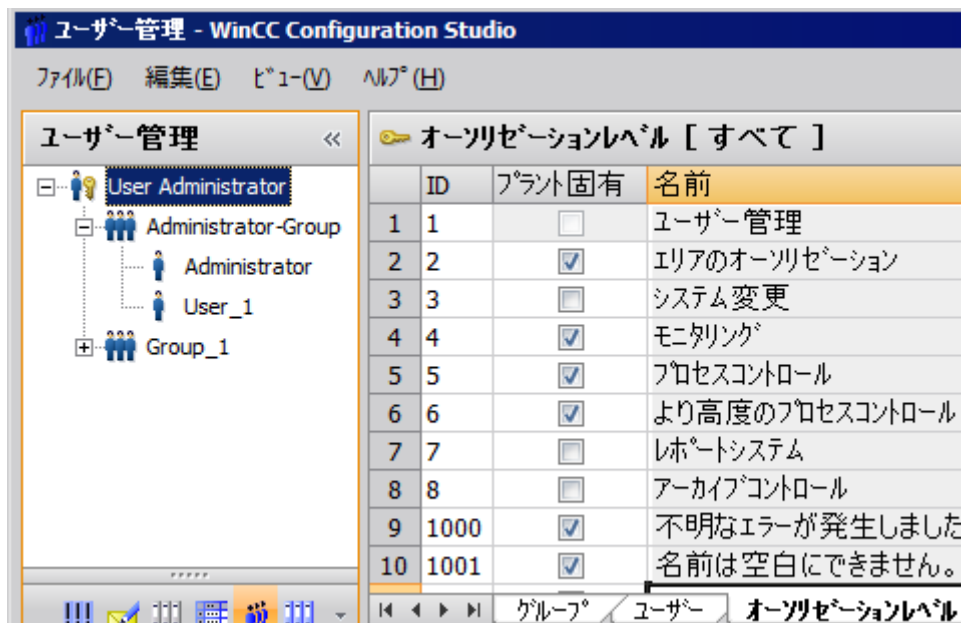 ユーザー管理 - WinCC Configuration Studio
ファイル(F) 編集(E) ビュー(V) ヘルプ(H)
ユーザー管理 «
User Administrator
Administrator-Group
Administrator
User_1
Group_1
オーソリゼーションレベル [ すべて ]
ID プラント固有 名前
1 1 ユーザー管理
2 2 エリアのオーソリゼーション
3 3 システム変更
4 4 モニタリング
5 5 プロセスコントロール
6 6 より高度のプロセスコントロール
7 7 レポートシステム
8 8 アーカイブコントロール
9 1000 不明なエラーが発生しました
10 1001 名前は空白にできません。
グループ ユーザー オーソリゼーションレベル